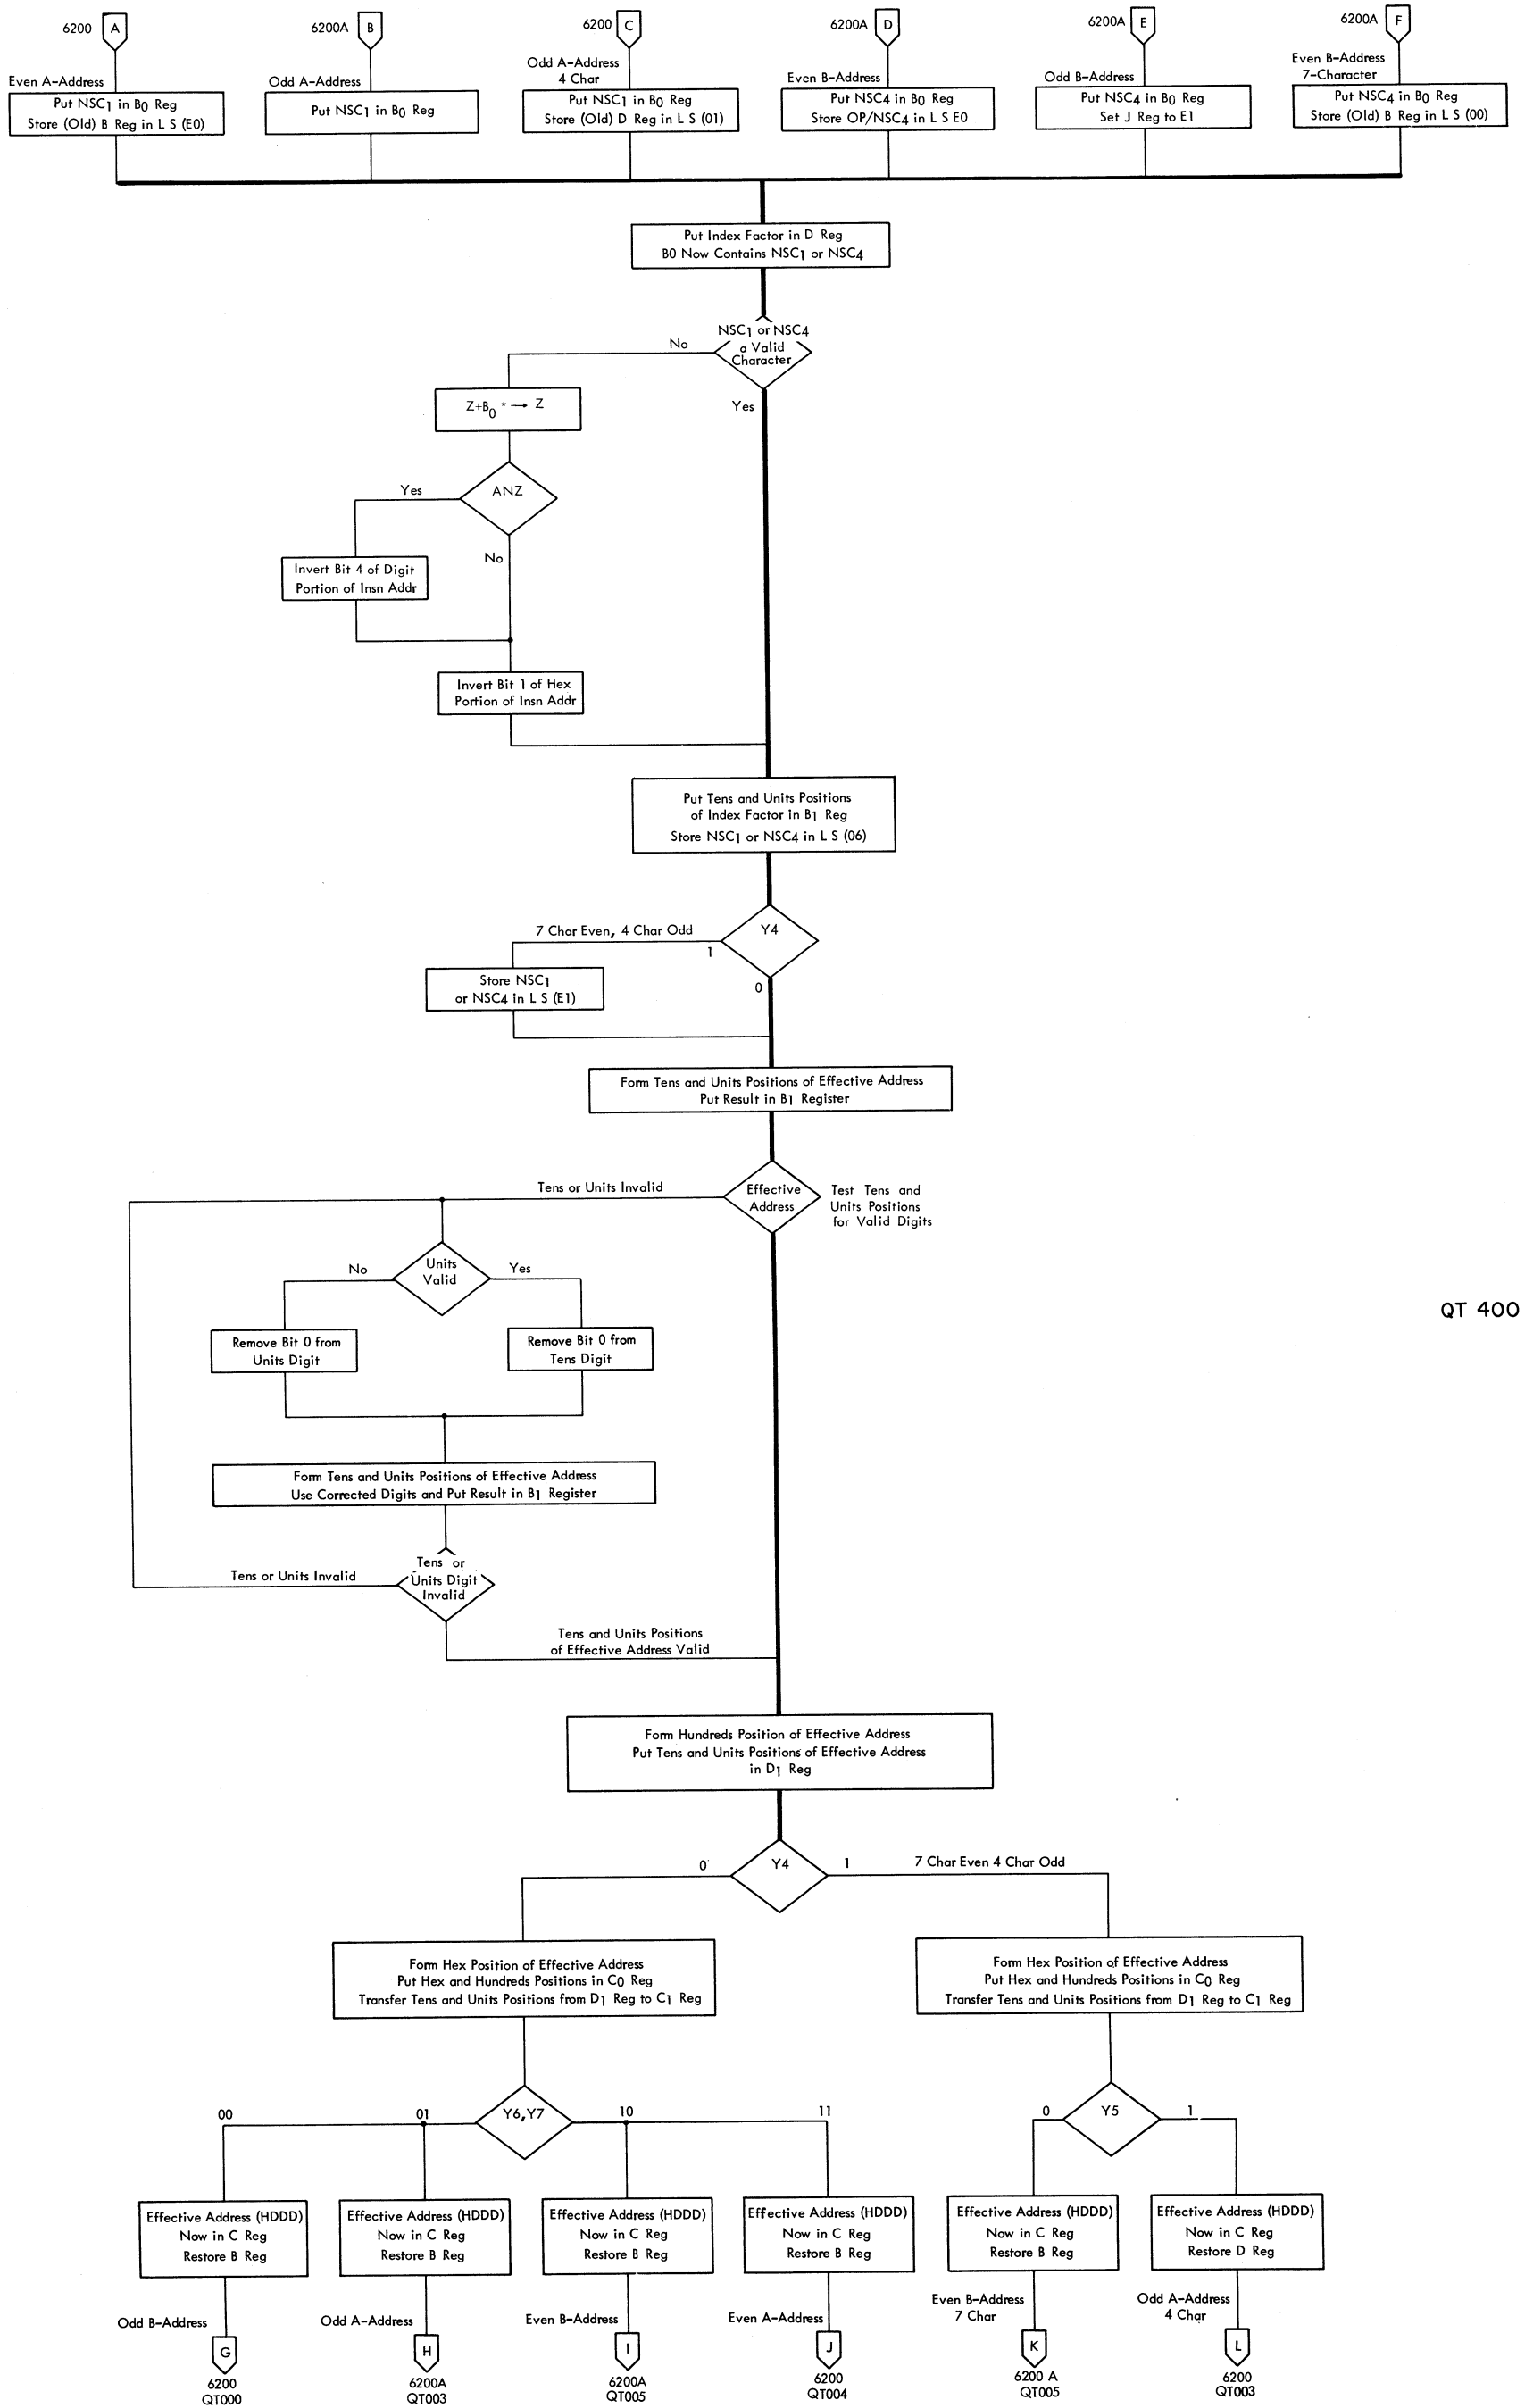 6200 A
6200A B
6200 C
6200A D
6200A E
6200A F
Even A-Address
Odd A-Address
Odd A-Address
4 Char
Even B-Address
Odd B-Address
Even B-Address
7-Character
Put NSC1 in B0 Reg
Store (Old) B Reg in L S (E0)
Put NSC1 in B0 Reg
Put NSC1 in B0 Reg
Store (Old) D Reg in L S (01)
Put NSC4 in B0 Reg
Store OP/NSC4 in L S E0
Put NSC4 in B0 Reg
Set J Reg to E1
Put NSC4 in B0 Reg
Store (Old) B Reg in L S (00)
Put Index Factor in D Reg
B0 Now Contains NSC1 or NSC4
NSC1 or NSC4
a Valid
Character
No
Yes
Z+B0 * → Z
ANZ
Yes
No
Invert Bit 4 of Digit
Portion of Insn Addr
Invert Bit 1 of Hex
Portion of Insn Addr
Put Tens and Units Positions
of Index Factor in B1 Reg
Store NSC1 or NSC4 in L S (06)
Y4
7 Char Even, 4 Char Odd
1
0
Store NSC1
or NSC4 in L S (E1)
Form Tens and Units Positions of Effective Address
Put Result in B1 Register
Effective
Address
Test Tens and
Units Positions
for Valid Digits
Tens or Units Invalid
Units
Valid
No
Yes
Remove Bit 0 from
Units Digit
Remove Bit 0 from
Tens Digit
QT 400
Form Tens and Units Positions of Effective Address
Use Corrected Digits and Put Result in B1 Register
Tens or
Units Digit
Invalid
Tens or Units Invalid
Tens and Units Positions
of Effective Address Valid
Form Hundreds Position of Effective Address
Put Tens and Units Positions of Effective Address
in D1 Reg
Y4
0
1
7 Char Even 4 Char Odd
Form Hex Position of Effective Address
Put Hex and Hundreds Positions in C0 Reg
Transfer Tens and Units Positions from D1 Reg to C1 Reg
Form Hex Position of Effective Address
Put Hex and Hundreds Positions in C0 Reg
Transfer Tens and Units Positions from D1 Reg to C1 Reg
Y6,Y7
00
01
10
11
Y5
0
1
Effective Address (HDDD)
Now in C Reg
Restore B Reg
Effective Address (HDDD)
Now in C Reg
Restore B Reg
Effective Address (HDDD)
Now in C Reg
Restore B Reg
Effective Address (HDDD)
Now in C Reg
Restore B Reg
Effective Address (HDDD)
Now in C Reg
Restore B Reg
Effective Address (HDDD)
Now in C Reg
Restore D Reg
Odd B-Address
Odd A-Address
Even B-Address
Even A-Address
Even B-Address
7 Char
Odd A-Address
4 Char
G
6200
QT000
H
6200A
QT003
I
6200A
QT005
J
6200
QT004
K
6200 A
QT005
L
6200
QT003